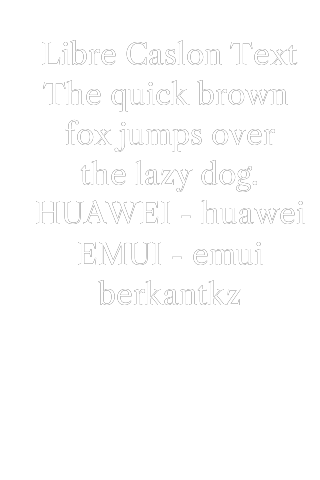 Libre Caslon Text
The quick brown
fox jumps over
the lazy dog.
HUAWEI - huawei
EMUI - emui
berkantkz